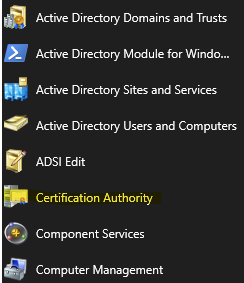 Active Directory Domains and Trusts
Active Directory Module for Windo...
Active Directory Sites and Services
Active Directory Users and Computers
ADSI Edit
Certification Authority
Component Services
Computer Management